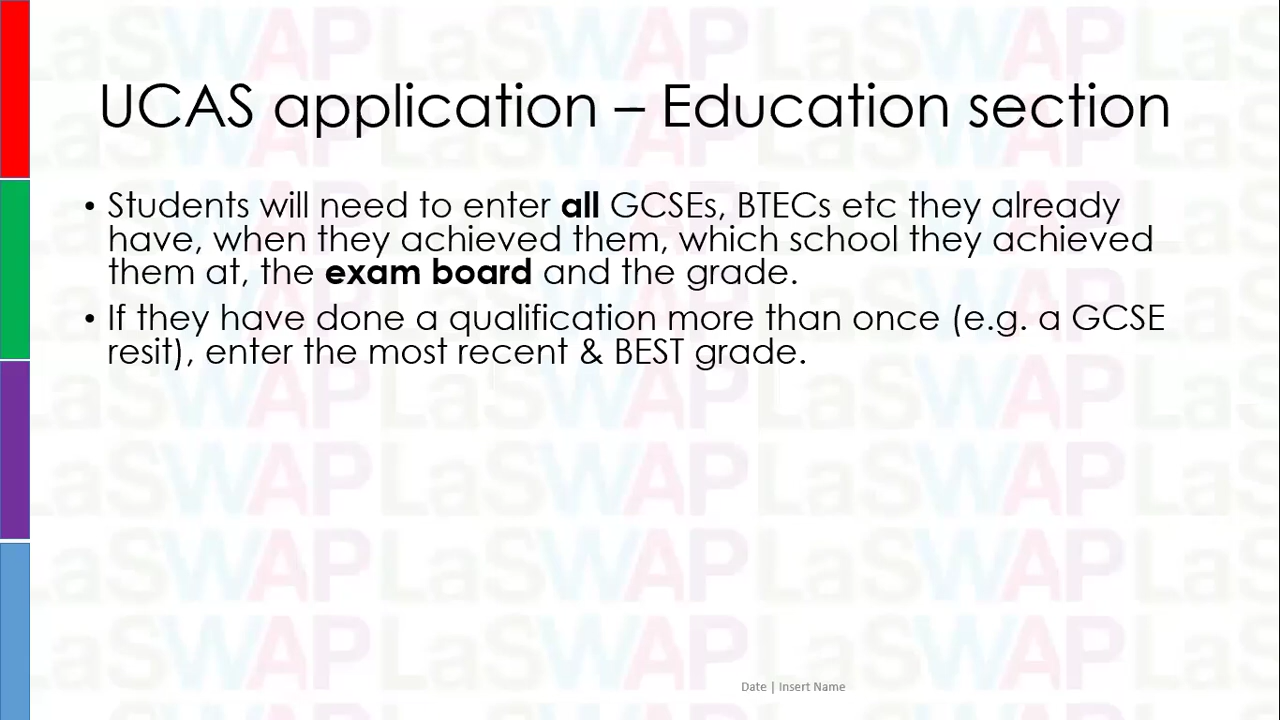 UCAS application – Education section
• Students will need to enter all GCSEs, BTECs etc they already
have, when they achieved them, which school they achieved
them at, the exam board and the grade.
• If they have done a qualification more than once (e.g. a GCSE
resit), enter the most recent & BEST grade.
Date | Insert Name
LaSWAP